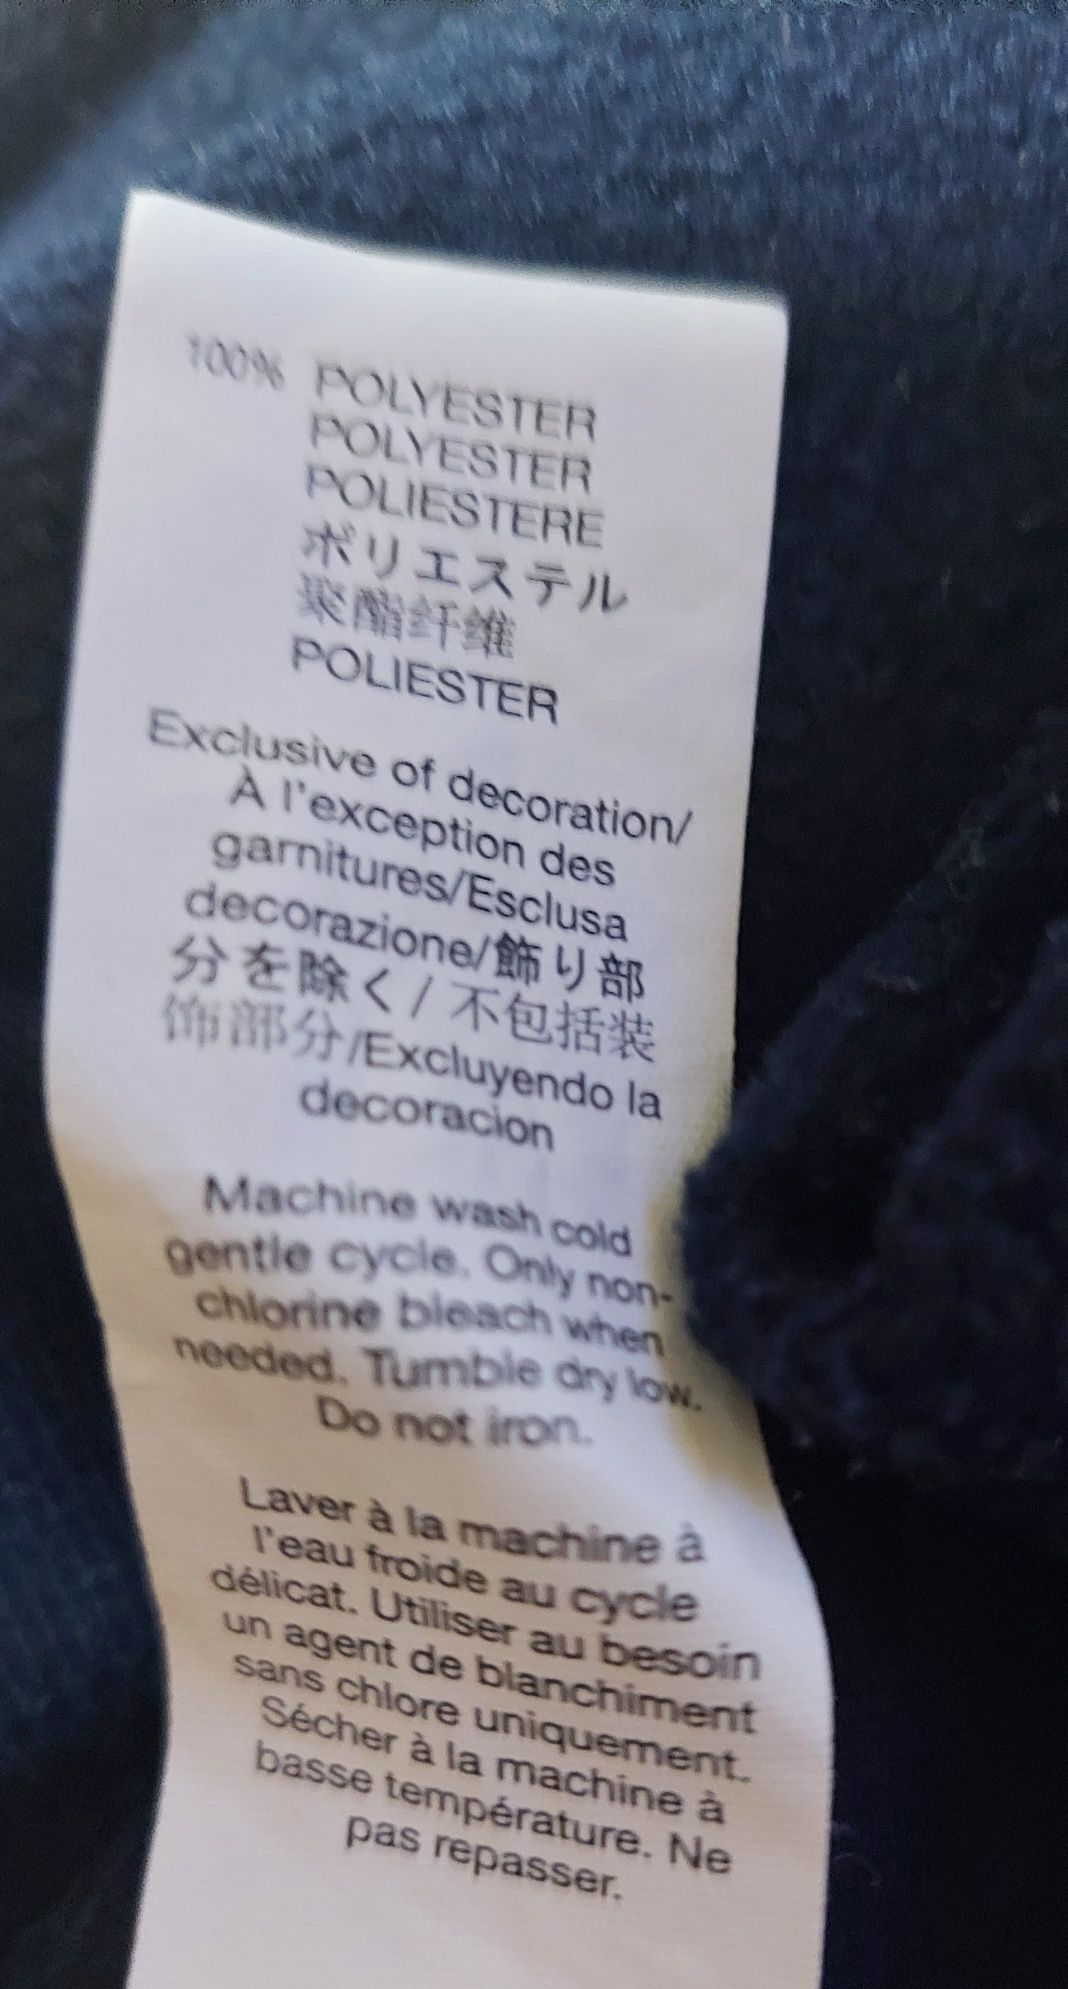 100% POLYESTER
POLYESTER
POLIESTERE
ポリエステル
聚酯纤维
POLIESTER
Exclusive of decoration/
À l'exception des
garnitures/Esclusa
decorazione/飾り部
分を除く/不包括装
饰部分/Excluyendo la
decoracion
Machine wash cold
gentle cycle. Only non-
chlorine bleach when
needed. Tumble dry low.
Do not iron.
Laver à la machine à
l'eau froide au cycle
délicat. Utiliser au besoin
un agent de blanchiment
sans chlore uniquement.
Sécher à la machine à
basse température. Ne
pas repasser.